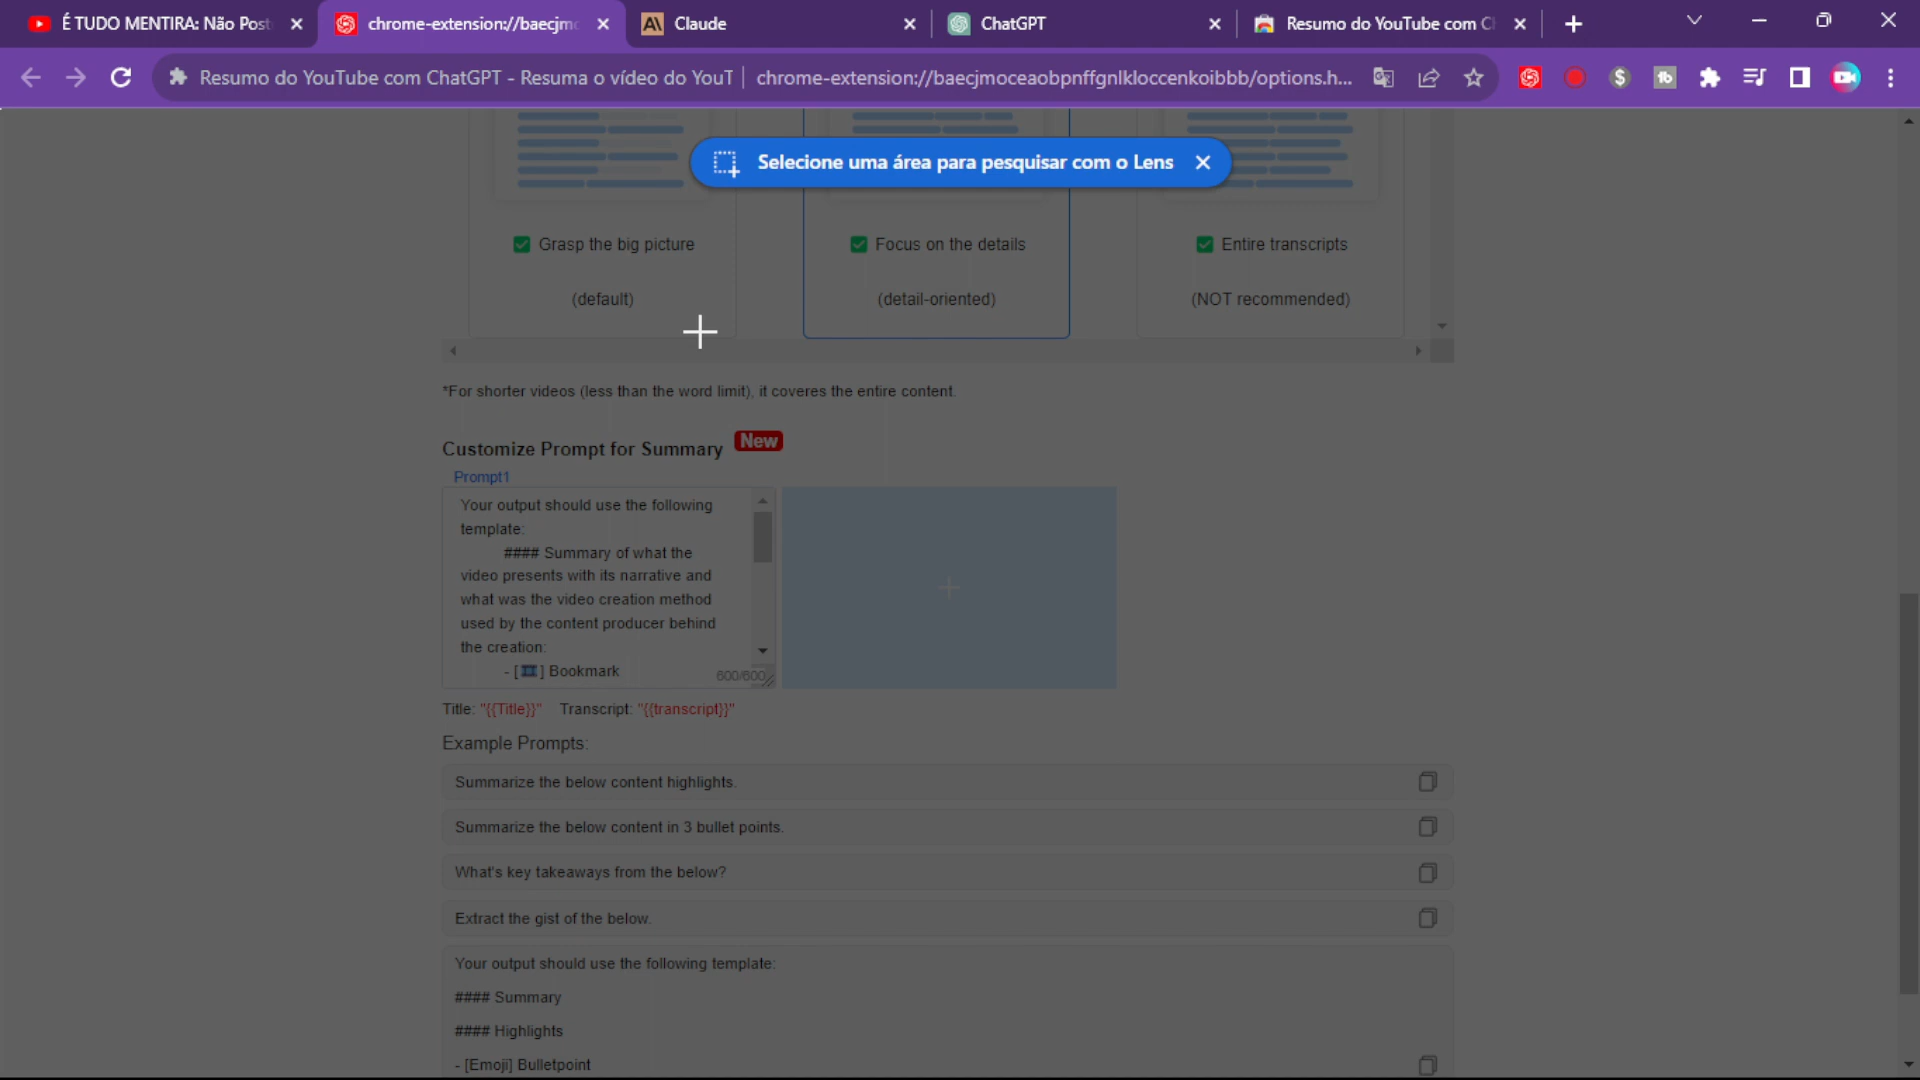 É TUDO MENTIRA: Não Post
chrome-extension://baecjmo
Claude
ChatGPT
Resumo do YouTube com C
Resumo do YouTube com ChatGPT - Resuma o vídeo do YouT
chrome-extension://baecjmoceaobpnffgnlkloccenkoibbb/options.h...
Selecione uma área para pesquisar com o Lens
Grasp the big picture
(default)
Focus on the details
(detail-oriented)
Entire transcripts
(NOT recommended)
*For shorter videos (less than the word limit), it coveres the entire content.
Customize Prompt for Summary New
Prompt1
Your output should use the following
template:
#### Summary of what the
video presents with its narrative and
what was the video creation method
used by the content producer behind
the creation:
- [🎞] Bookmark
600/600
Title: "{{Title}}" Transcript: "{{transcript}}"
Example Prompts:
Summarize the below content highlights.
Summarize the below content in 3 bullet points.
What's key takeaways from the below?
Extract the gist of the below.
Your output should use the following template:
#### Summary
#### Highlights
- [Emoji] Bulletpoint